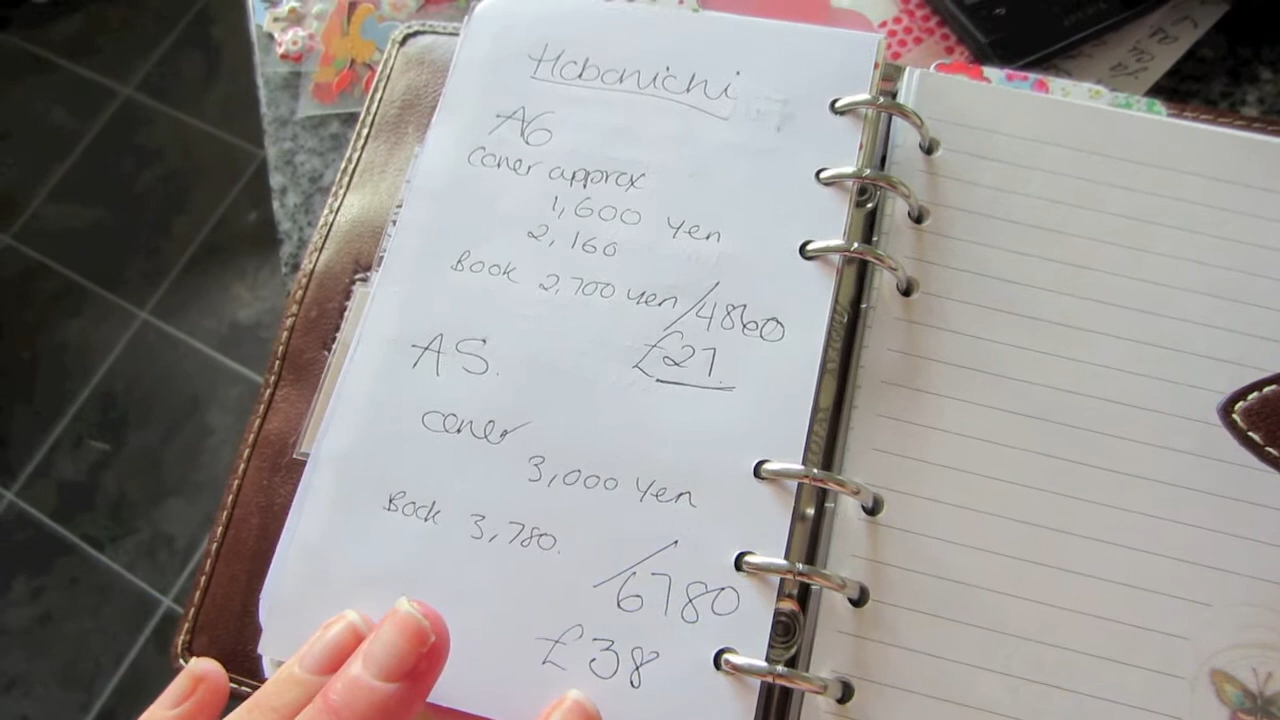 Hobonichi
A6
cover approx
1,600 yen
2,160
Book 2,700 yen /4860
£27.
A5.
cover
3,000 Yen
Book 3,780.
/6780
£38